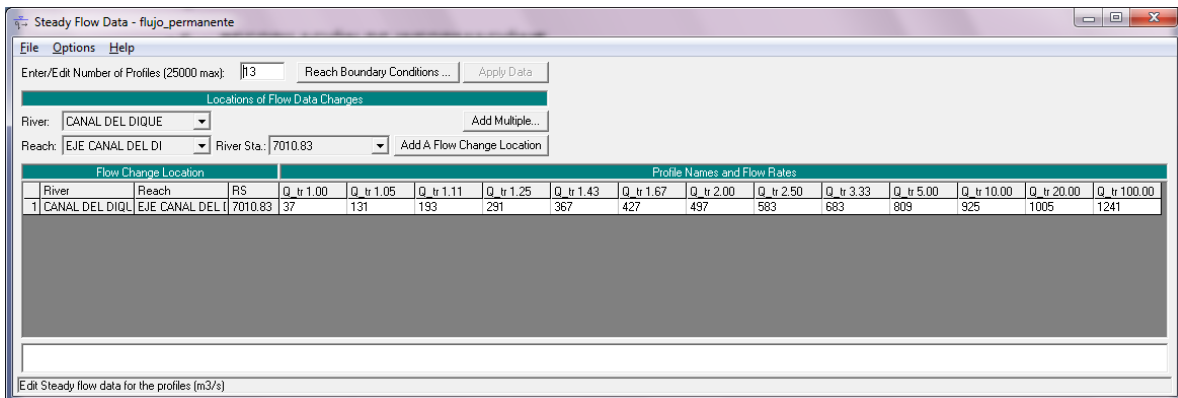 Steady Flow Data - flujo_permanente
File Options Help
Enter/Edit Number of Profiles (25000 max): 13 Reach Boundary Conditions ... Apply Data
Locations of Flow Data Changes
River: CANAL DEL DIQUE Add Multiple...
Reach: EJE CANAL DEL DI River Sta.: 7010.83 Add A Flow Change Location
Flow Change Location Profile Names and Flow Rates
River Reach RS Q_tr 1.00 Q_tr 1.05 Q_tr 1.11 Q_tr 1.25 Q_tr 1.43 Q_tr 1.67 Q_tr 2.00 Q_tr 2.50 Q_tr 3.33 Q_tr 5.00 Q_tr 10.00 Q_tr 20.00 Q_tr 100.00
1 CANAL DEL DIQU EJE CANAL DEL D 7010.83 37 131 193 291 367 427 497 583 683 809 925 1005 1241
Edit Steady flow data for the profiles (m3/s)